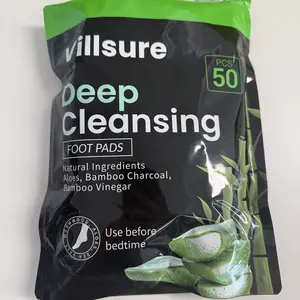 Villsure
PCS
50
Deep
Cleansing
FOOT PADS
Natural Ingredients
Aloes, Bamboo Charcoal,
Bamboo Vinegar
Use before
bedtime